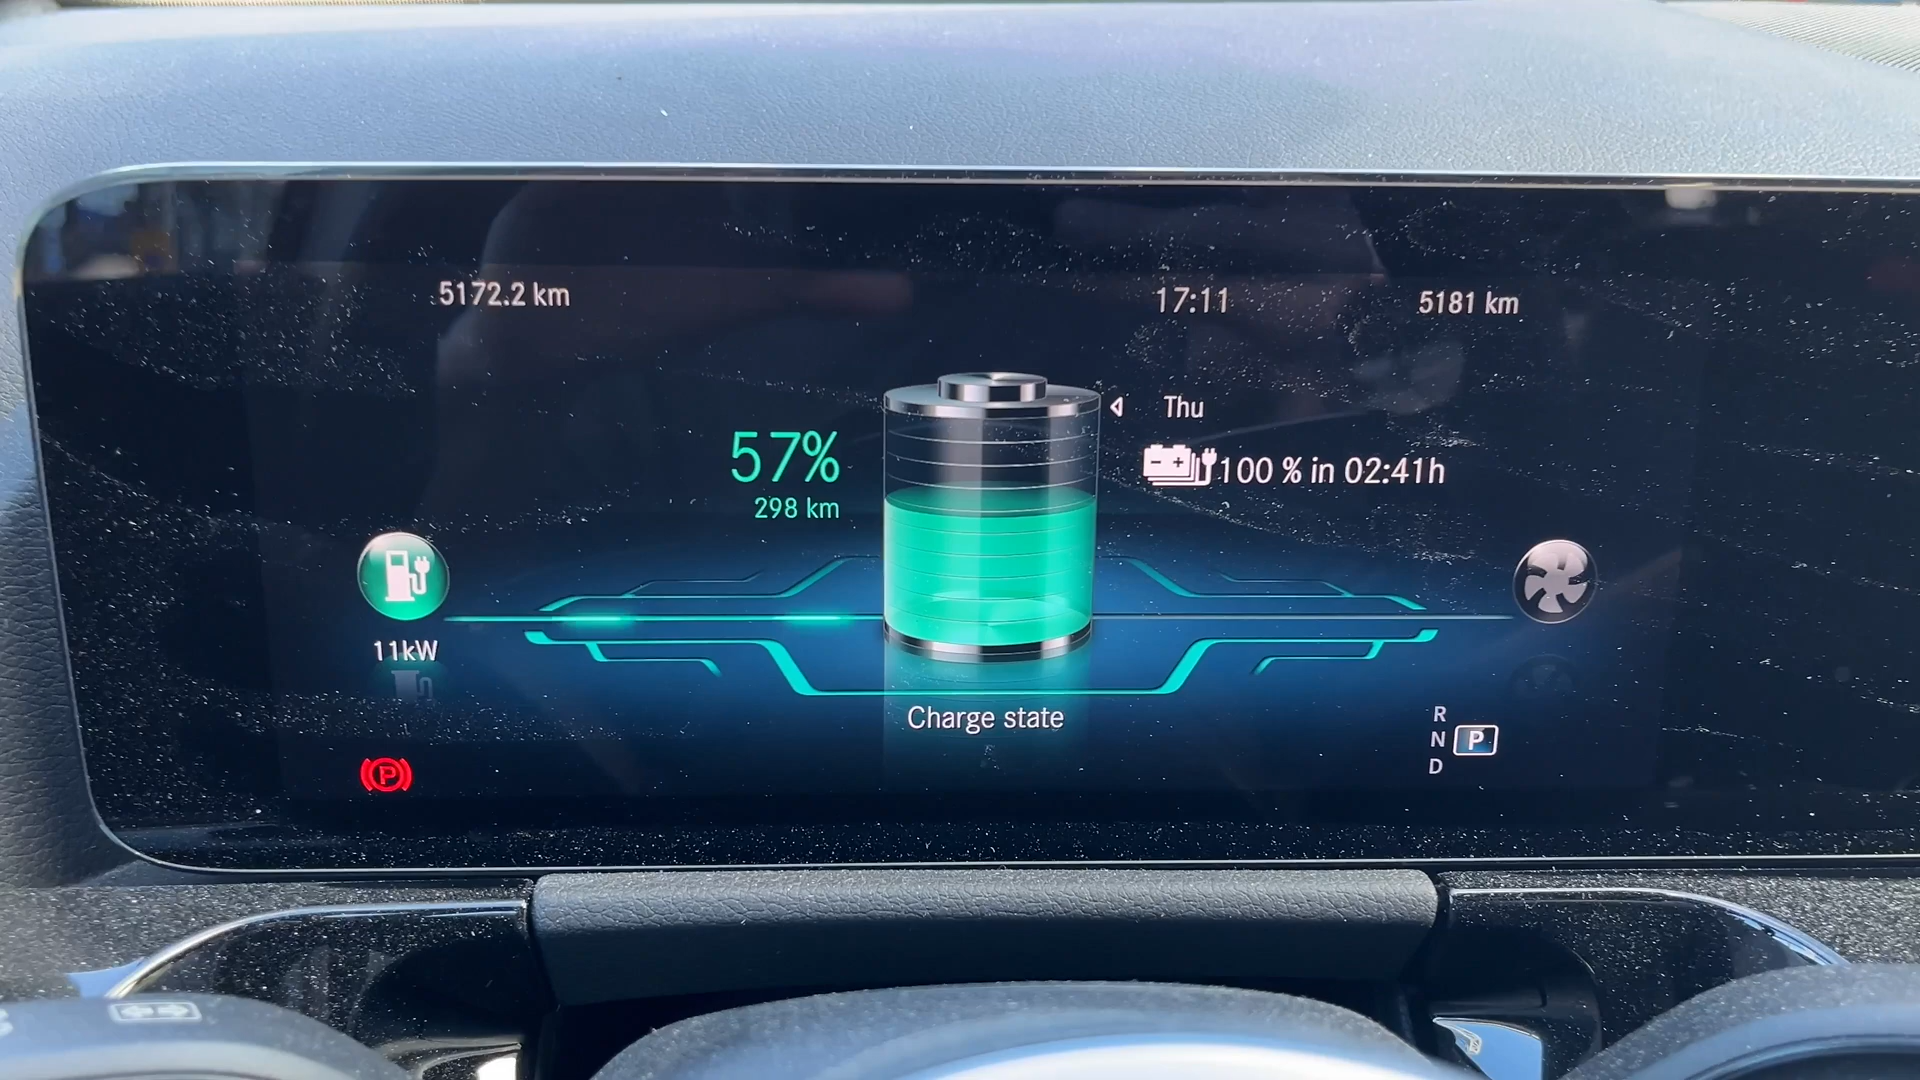 5172.2 km
17:11
5181 km
Thu
57%
298 km
100 % in 02:41h
11kW
Charge state
R
N P
D
P